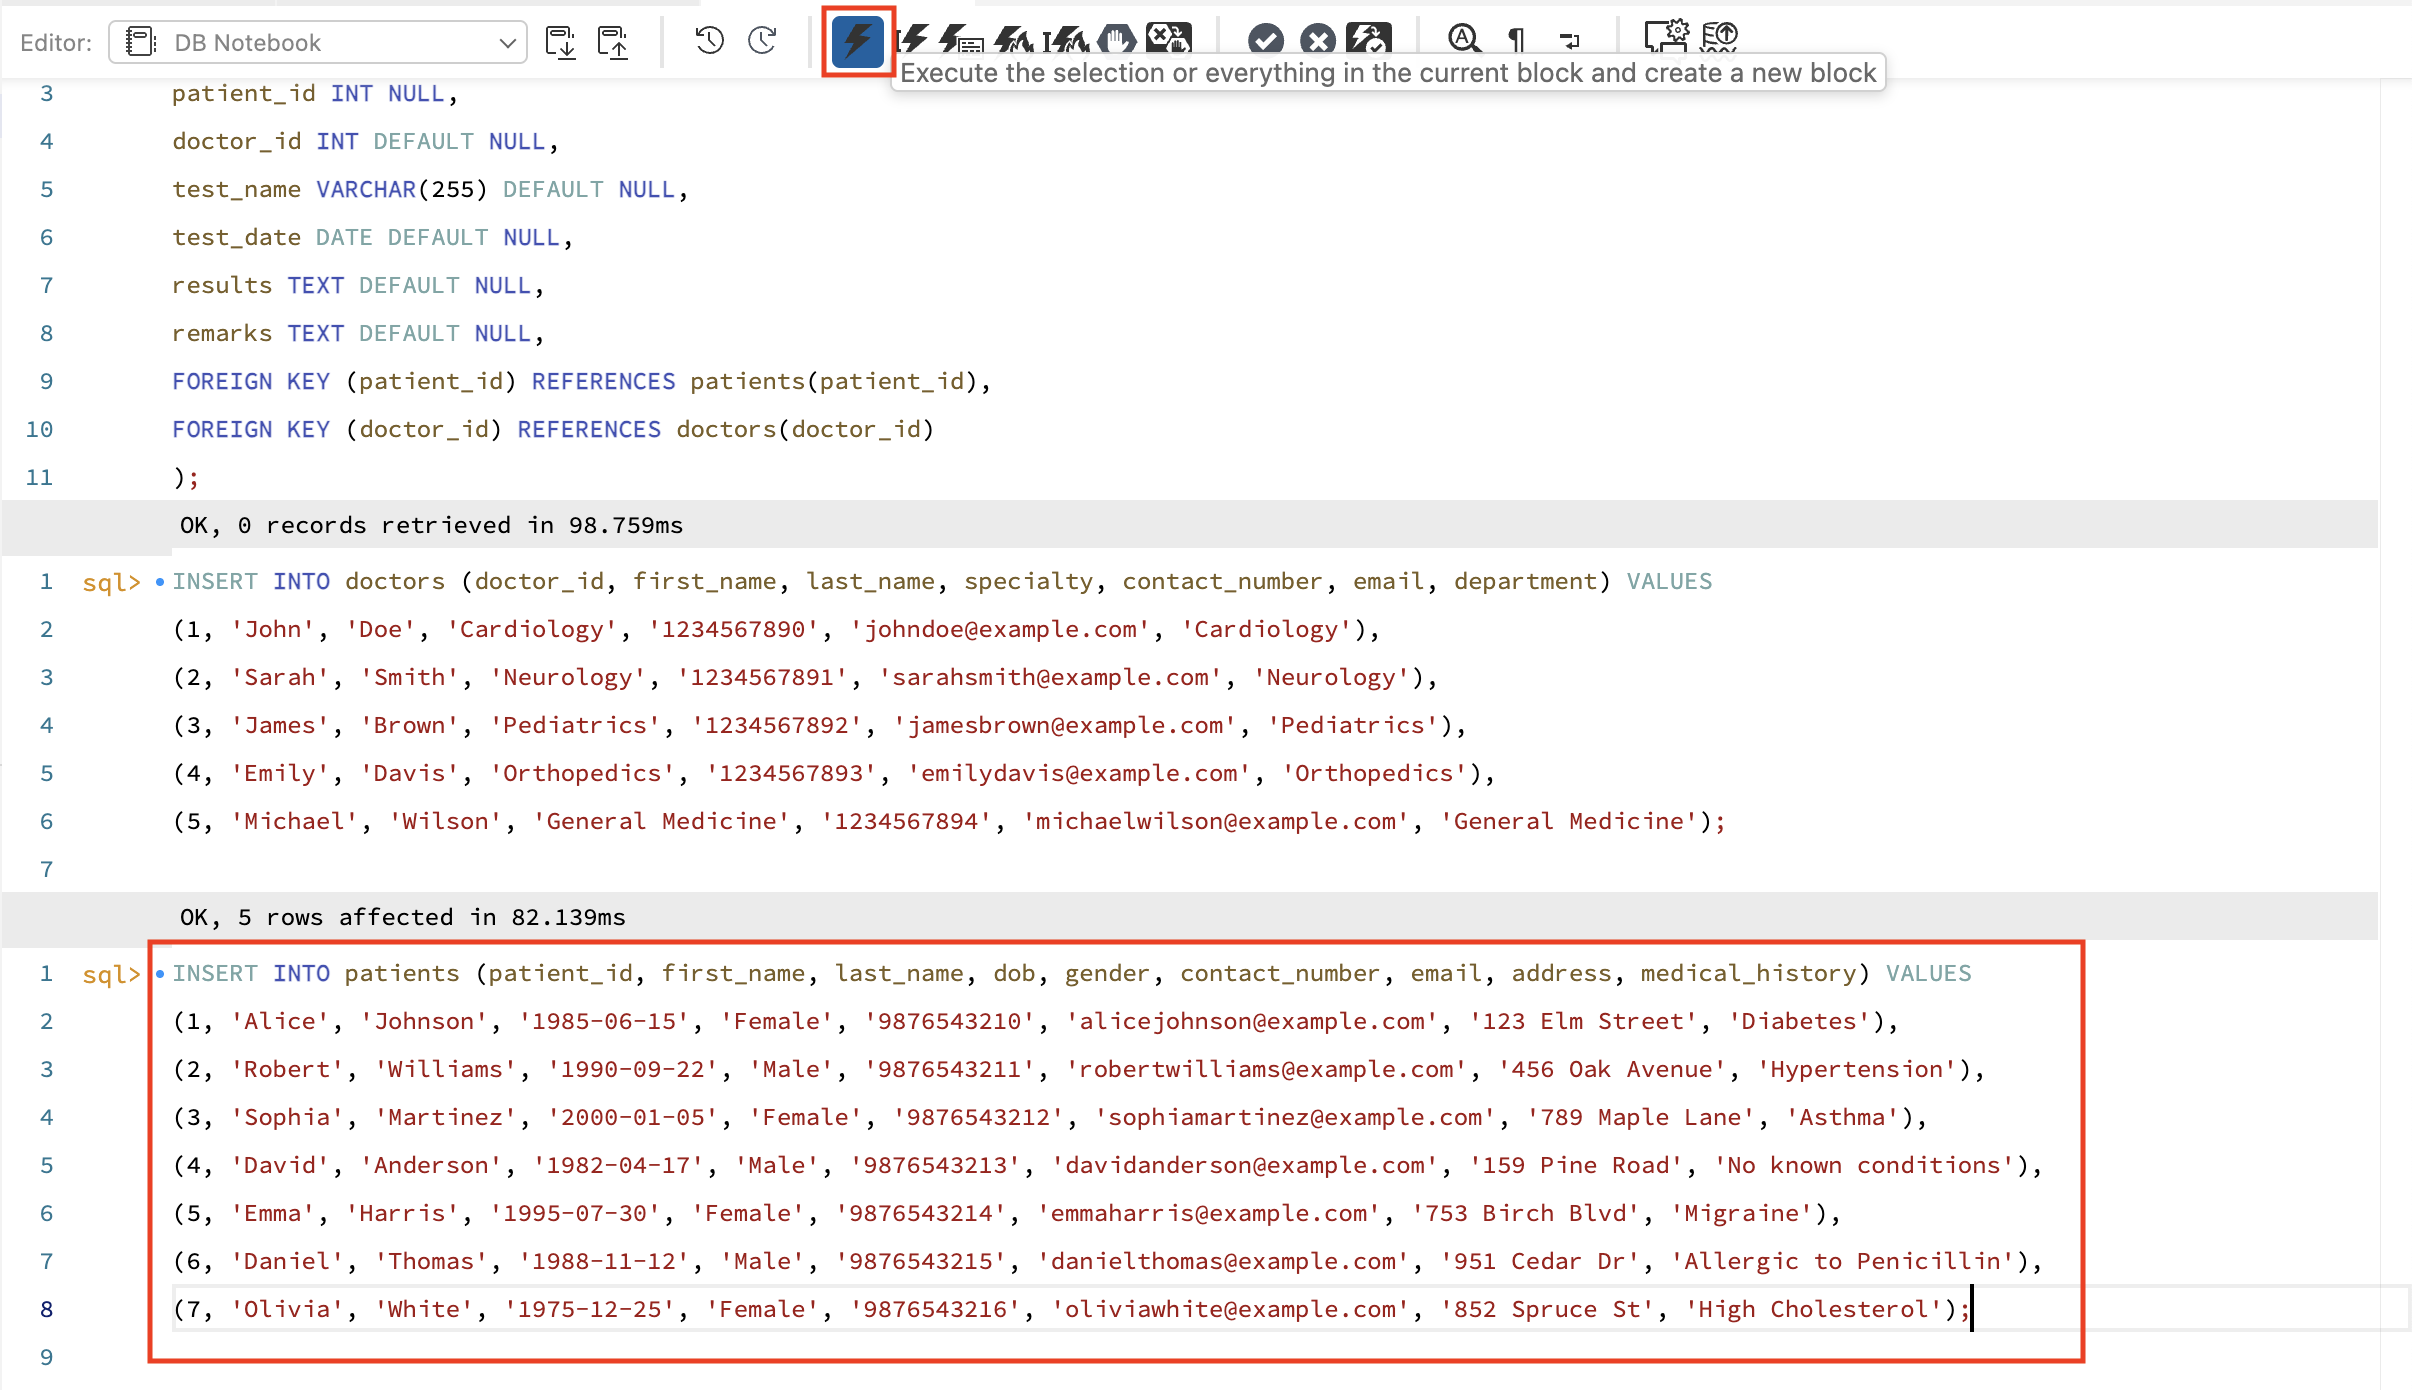 Editor: DB Notebook
Execute the selection or everything in the current block and create a new block
3 patient_id INT NULL,
4 doctor_id INT DEFAULT NULL,
5 test_name VARCHAR(255) DEFAULT NULL,
6 test_date DATE DEFAULT NULL,
7 results TEXT DEFAULT NULL,
8 remarks TEXT DEFAULT NULL,
9 FOREIGN KEY (patient_id) REFERENCES patients(patient_id),
10 FOREIGN KEY (doctor_id) REFERENCES doctors(doctor_id)
11 );
OK, 0 records retrieved in 98.759ms
1 sql> INSERT INTO doctors (doctor_id, first_name, last_name, specialty, contact_number, email, department) VALUES
2 (1, 'John', 'Doe', 'Cardiology', '1234567890', 'johndoe@example.com', 'Cardiology'),
3 (2, 'Sarah', 'Smith', 'Neurology', '1234567891', 'sarahsmith@example.com', 'Neurology'),
4 (3, 'James', 'Brown', 'Pediatrics', '1234567892', 'jamesbrown@example.com', 'Pediatrics'),
5 (4, 'Emily', 'Davis', 'Orthopedics', '1234567893', 'emilydavis@example.com', 'Orthopedics'),
6 (5, 'Michael', 'Wilson', 'General Medicine', '1234567894', 'michaelwilson@example.com', 'General Medicine');
7
OK, 5 rows affected in 82.139ms
1 sql> INSERT INTO patients (patient_id, first_name, last_name, dob, gender, contact_number, email, address, medical_history) VALUES
2 (1, 'Alice', 'Johnson', '1985-06-15', 'Female', '9876543210', 'alicejohnson@example.com', '123 Elm Street', 'Diabetes'),
3 (2, 'Robert', 'Williams', '1990-09-22', 'Male', '9876543211', 'robertwilliams@example.com', '456 Oak Avenue', 'Hypertension'),
4 (3, 'Sophia', 'Martinez', '2000-01-05', 'Female', '9876543212', 'sophiamartinez@example.com', '789 Maple Lane', 'Asthma'),
5 (4, 'David', 'Anderson', '1982-04-17', 'Male', '9876543213', 'davidanderson@example.com', '159 Pine Road', 'No known conditions'),
6 (5, 'Emma', 'Harris', '1995-07-30', 'Female', '9876543214', 'emmaharris@example.com', '753 Birch Blvd', 'Migraine'),
7 (6, 'Daniel', 'Thomas', '1988-11-12', 'Male', '9876543215', 'danielthomas@example.com', '951 Cedar Dr', 'Allergic to Penicillin'),
8 (7, 'Olivia', 'White', '1975-12-25', 'Female', '9876543216', 'oliviawhite@example.com', '852 Spruce St', 'High Cholesterol');
9